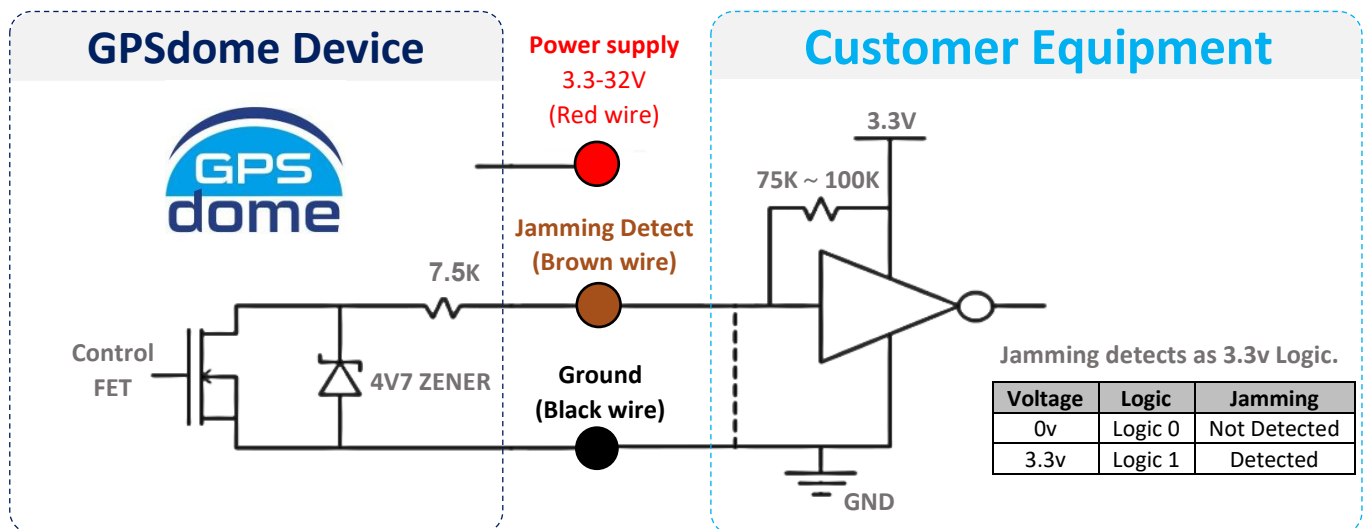 GPSdome Device
GPS
dome
Power supply
3.3-32V
(Red wire)
Customer Equipment
3.3V
75K ~ 100K
Jamming Detect
(Brown wire)
7.5K
Control
FET
4V7 ZENER
Ground
(Black wire)
GND
Jamming detects as 3.3v Logic.
Voltage Logic Jamming
0v Logic 0 Not Detected
3.3v Logic 1 Detected